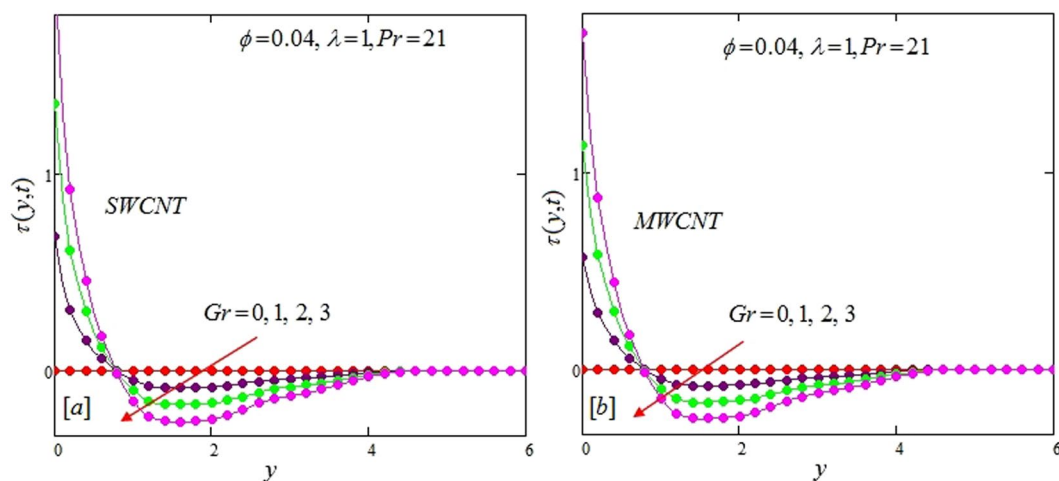 ϕ=0.04, λ=1, Pr=21
τ(y,t)
1
SWCNT
Gr=0, 1, 2, 3
0
[a]
0 2 4 6
y
ϕ=0.04, λ=1, Pr=21
τ(y,t)
1
MWCNT
Gr=0, 1, 2, 3
0
[b]
0 2 4 6
y